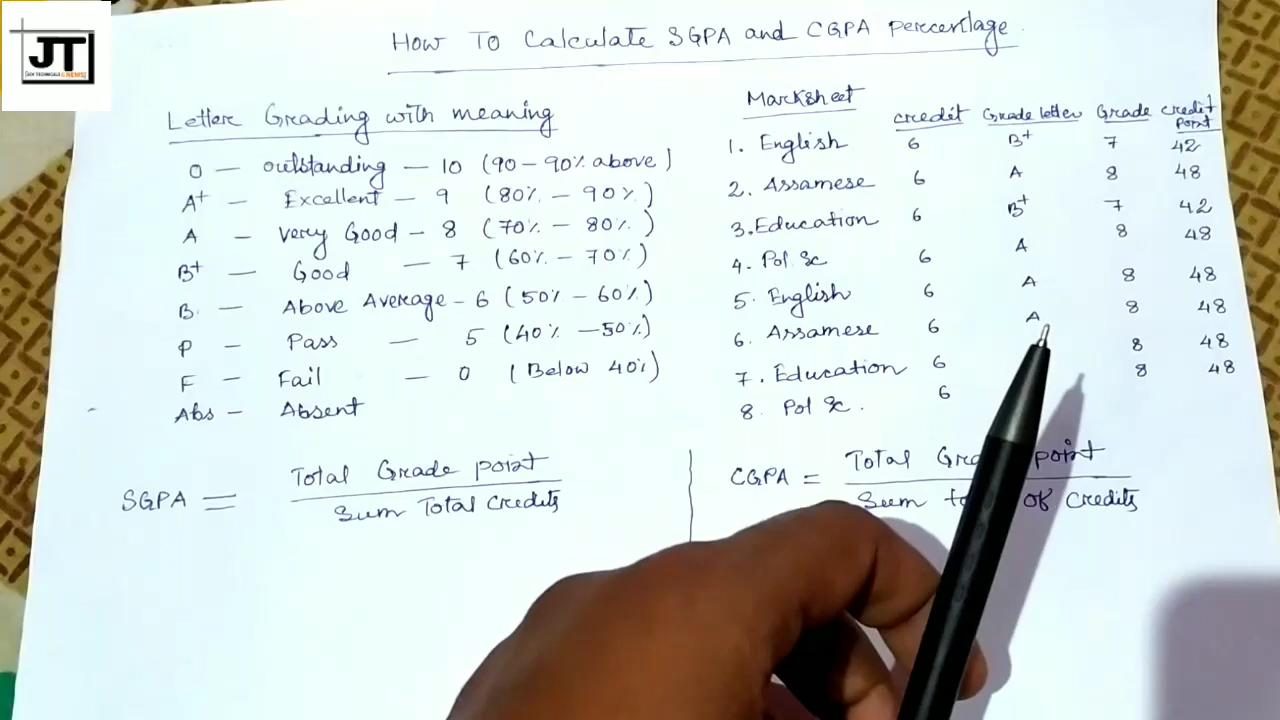 JT
How To Calculate SGPA and CGPA percentage.
Letter Grading with meaning
O — outstanding — 10 (90 – 90% above)
A+ — Excellent — 9 (80% – 90%)
A — Very Good – 8 (70% – 80%)
B+ — Good — 7 (60% – 70%)
B. — Above Average – 6 (50% – 60%)
P — Pass — 5 (40% – 50%)
F — Fail — 0 (Below 40%)
Abs — Absent
SGPA = Total Grade point
Sum Total Credits
Marksheet credit Grade letter Grade credit point
1. English 6 B+ 7 42
2. Assamese 6 A 8 48
3. Education 6 B+ 7 42
4. Pol. Sc 6 A 8 48
5. English 6 A 8 48
6. Assamese 6 A 8 48
7. Education 6 8 48
8. Pol Sc. 6 8 48
CGPA = Total point
Sum of Credits